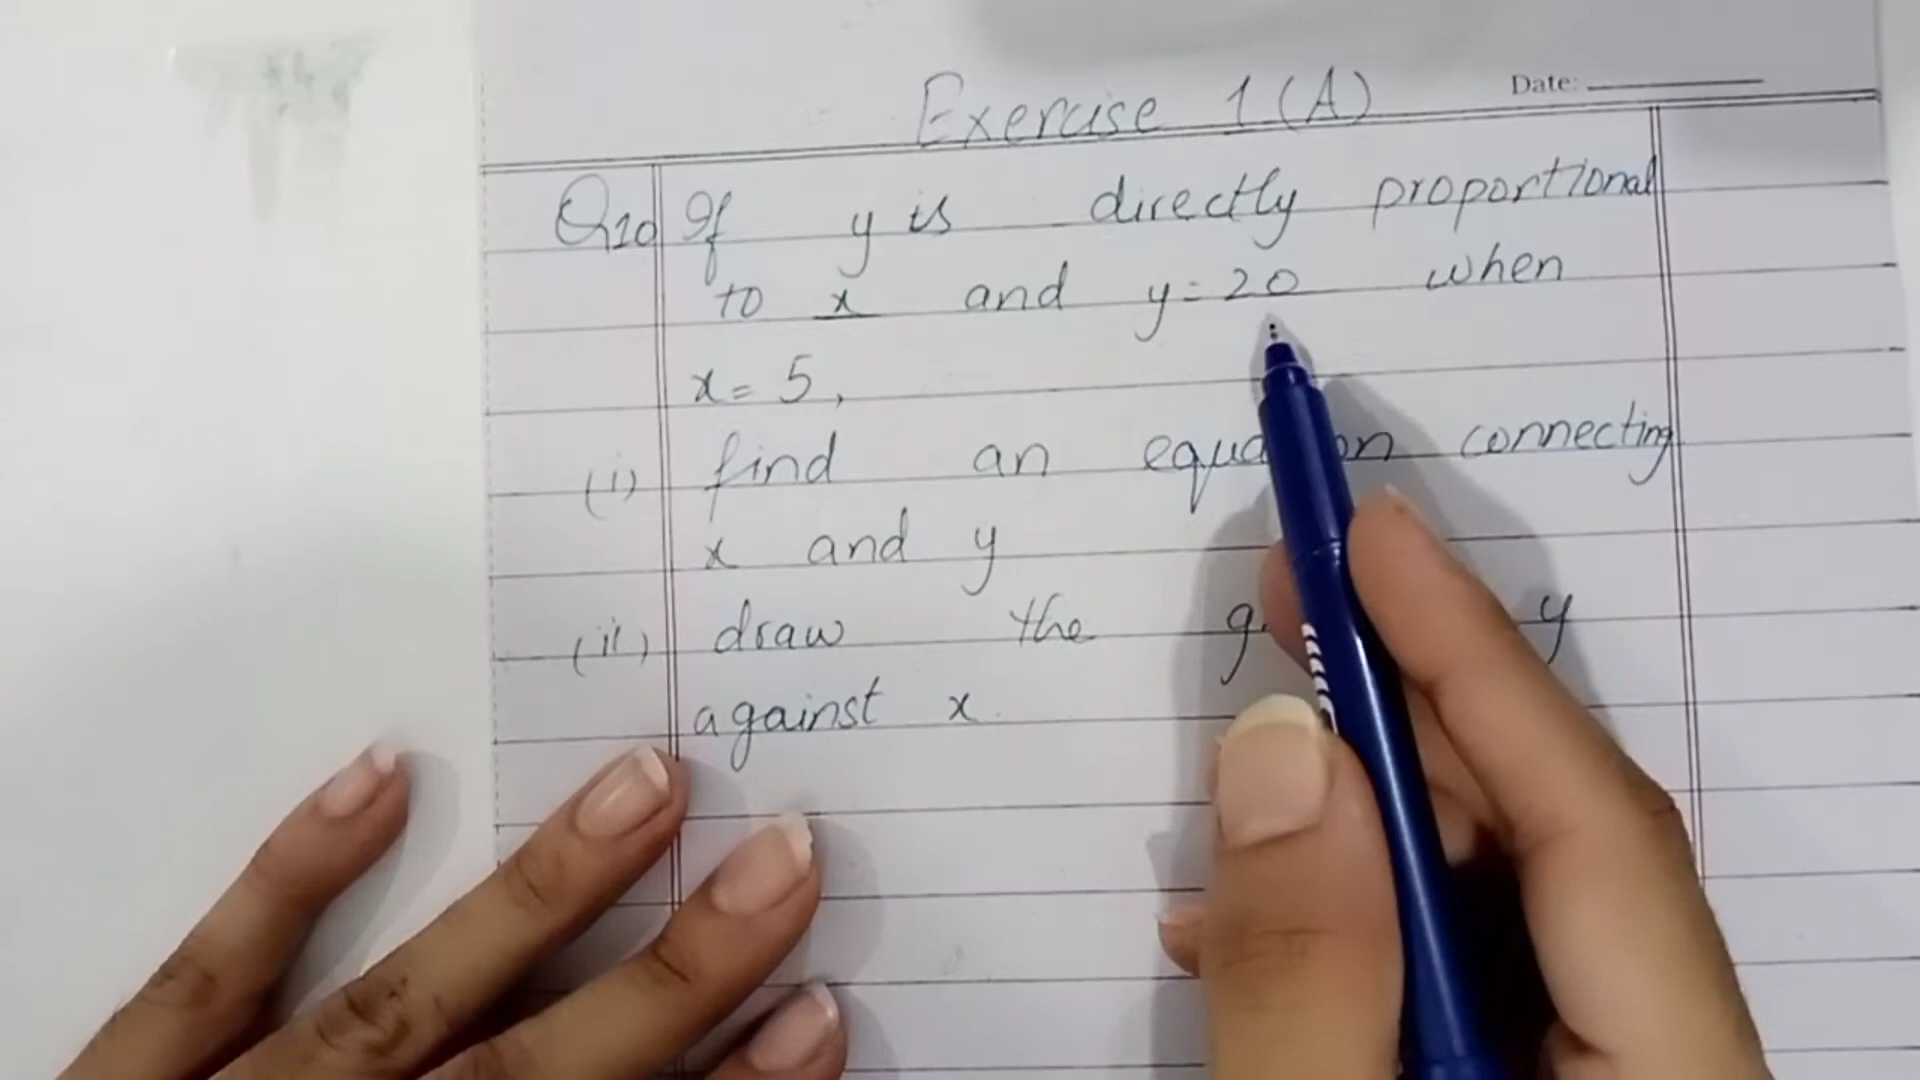 Exercise 1(A)
Date:
Q10 If y is directly proportional
to x and y=20 when
x=5,
(i) find an connecting
x and y
(ii) draw the y
against x